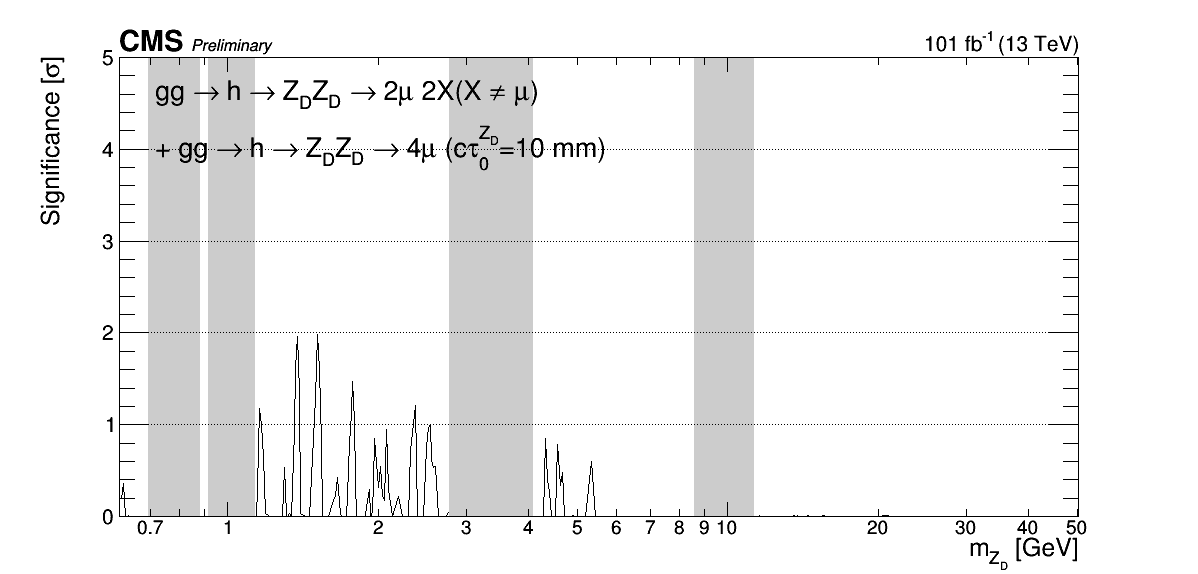 CMS Preliminary 101 fb⁻¹ (13 TeV)
Significance [σ]
gg → h → Z_D Z_D → 2μ 2X(X ≠ μ)
+ gg → h → Z_D Z_D → 4μ (cτ₀^{Z_D}=10 mm)
5
4
3
2
1
0
0.7 1 2 3 4 5 6 7 8 9 10 20 30 40 50
m_{Z_D} [GeV]